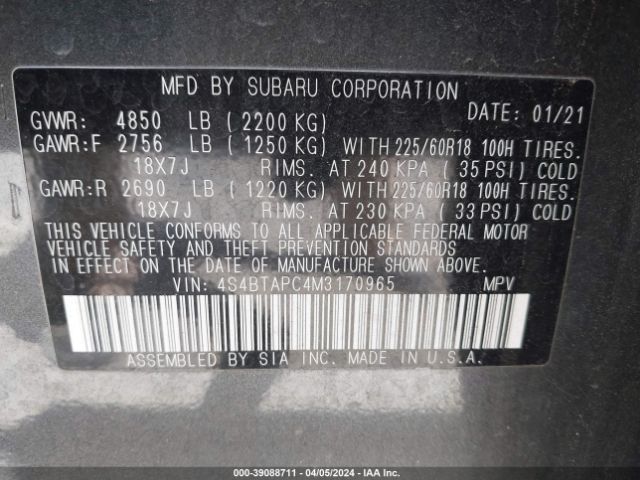 MFD BY SUBARU CORPORATION
DATE: 01/21
GVWR: 4850 LB (2200 KG)
GAWR:F 2756 LB (1250 KG) WITH 225/60R18 100H TIRES.
18X7J RIMS. AT 240 KPA (35 PSI) COLD
GAWR:R 2690 LB (1220 KG) WITH 225/60R18 100H TIRES.
18X7J RIMS. AT 230 KPA (33 PSI) COLD
THIS VEHICLE CONFORMS TO ALL APPLICABLE FEDERAL MOTOR
VEHICLE SAFETY AND THEFT PREVENTION STANDARDS
IN EFFECT ON THE DATE OF MANUFACTURE SHOWN ABOVE.
VIN: 4S4BTAPC4M3170965 MPV
ASSEMBLED BY SIA INC. MADE IN U.S.A.
000-39088711 - 04/05/2024 - IAA Inc.